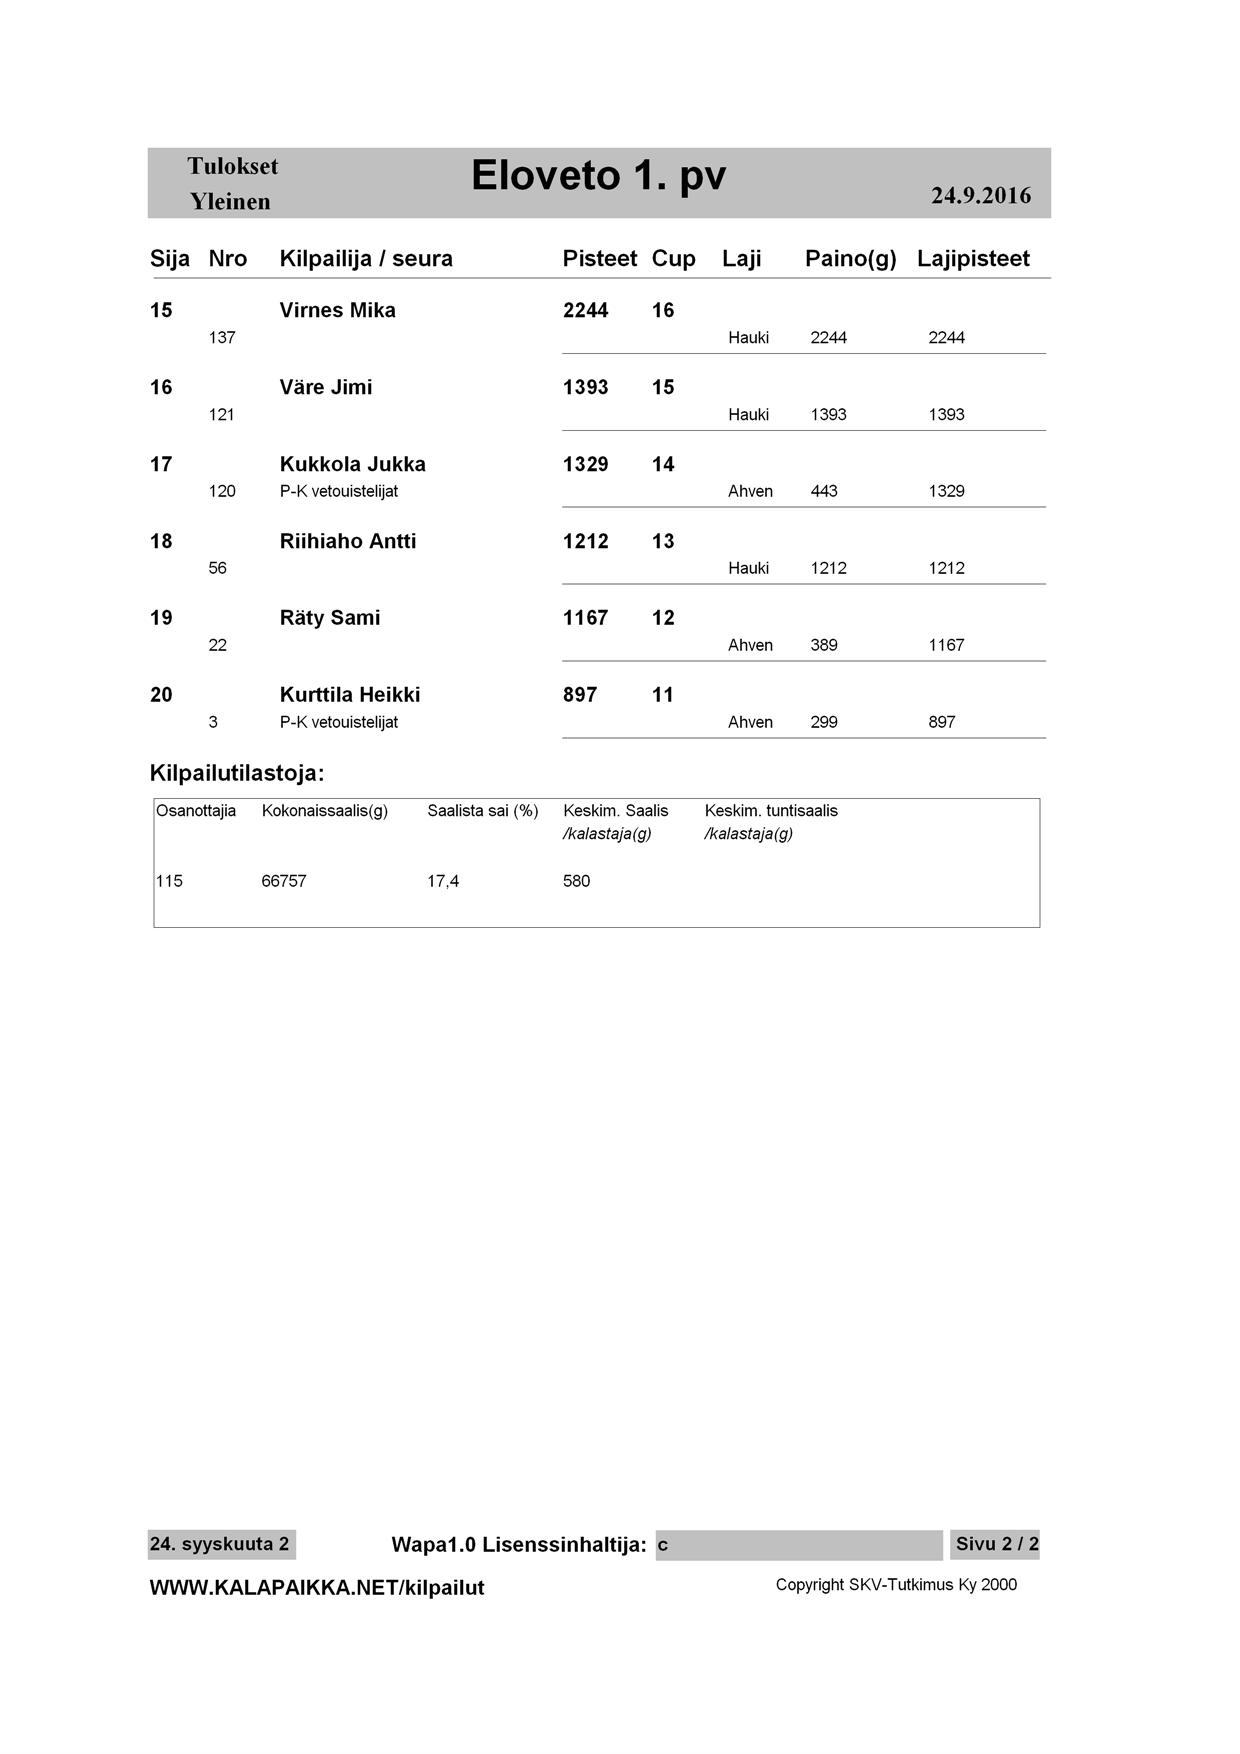 Tulokset
Yleinen
Eloveto 1. pv
24.9.2016
Sija Nro Kilpailija / seura Pisteet Cup Laji Paino(g) Lajipisteet
15 Virnes Mika 2244 16
137 Hauki 2244 2244
16 Väre Jimi 1393 15
121 Hauki 1393 1393
17 Kukkola Jukka 1329 14
120 P-K vetouistelijat Ahven 443 1329
18 Riihiaho Antti 1212 13
56 Hauki 1212 1212
19 Räty Sami 1167 12
22 Ahven 389 1167
20 Kurttila Heikki 897 11
3 P-K vetouistelijat Ahven 299 897
Kilpailutilastoja:
Osanottajia Kokonaissaalis(g) Saalista sai (%) Keskim. Saalis Keskim. tuntisaalis
/kalastaja(g) /kalastaja(g)
115 66757 17,4 580
24. syyskuuta 2 Wapa1.0 Lisenssinhaltija: c Sivu 2 / 2
WWW.KALAPAIKKA.NET/kilpailut Copyright SKV-Tutkimus Ky 2000